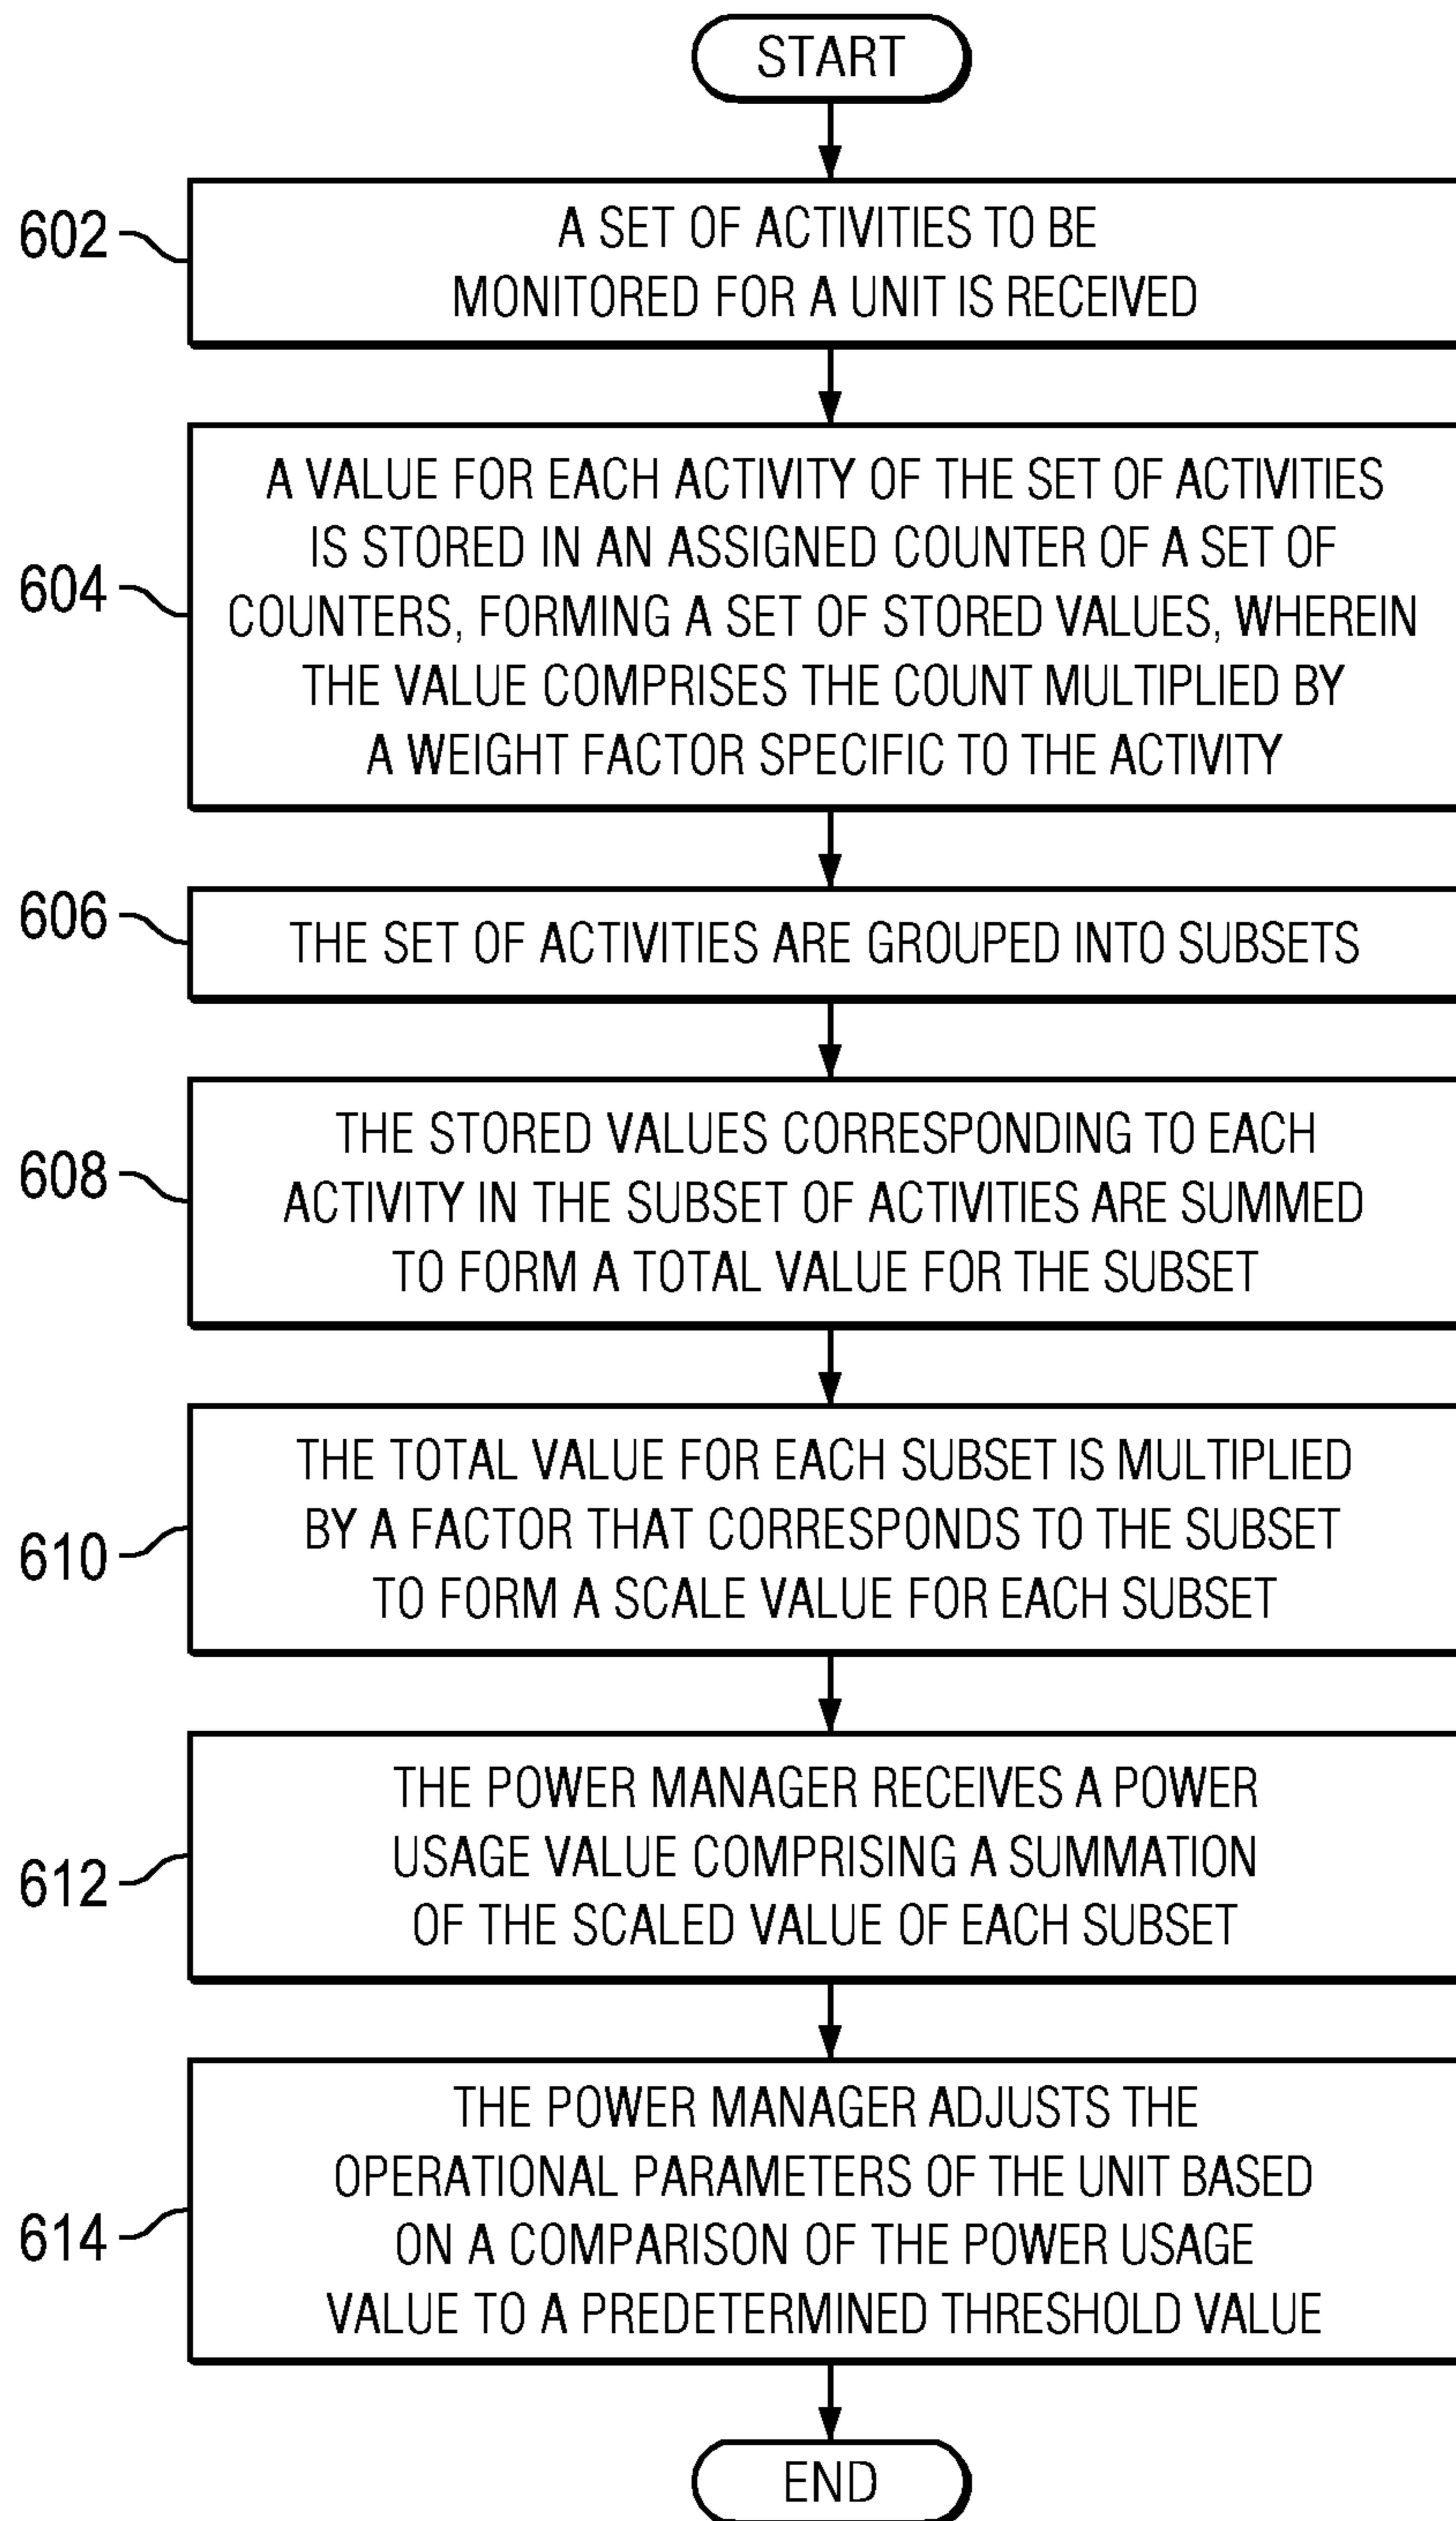 START
602
A SET OF ACTIVITIES TO BE
MONITORED FOR A UNIT IS RECEIVED
604
A VALUE FOR EACH ACTIVITY OF THE SET OF ACTIVITIES
IS STORED IN AN ASSIGNED COUNTER OF A SET OF
COUNTERS, FORMING A SET OF STORED VALUES, WHEREIN
THE VALUE COMPRISES THE COUNT MULTIPLIED BY
A WEIGHT FACTOR SPECIFIC TO THE ACTIVITY
606
THE SET OF ACTIVITIES ARE GROUPED INTO SUBSETS
608
THE STORED VALUES CORRESPONDING TO EACH
ACTIVITY IN THE SUBSET OF ACTIVITIES ARE SUMMED
TO FORM A TOTAL VALUE FOR THE SUBSET
610
THE TOTAL VALUE FOR EACH SUBSET IS MULTIPLIED
BY A FACTOR THAT CORRESPONDS TO THE SUBSET
TO FORM A SCALE VALUE FOR EACH SUBSET
612
THE POWER MANAGER RECEIVES A POWER
USAGE VALUE COMPRISING A SUMMATION
OF THE SCALED VALUE OF EACH SUBSET
614
THE POWER MANAGER ADJUSTS THE
OPERATIONAL PARAMETERS OF THE UNIT BASED
ON A COMPARISON OF THE POWER USAGE
VALUE TO A PREDETERMINED THRESHOLD VALUE
END